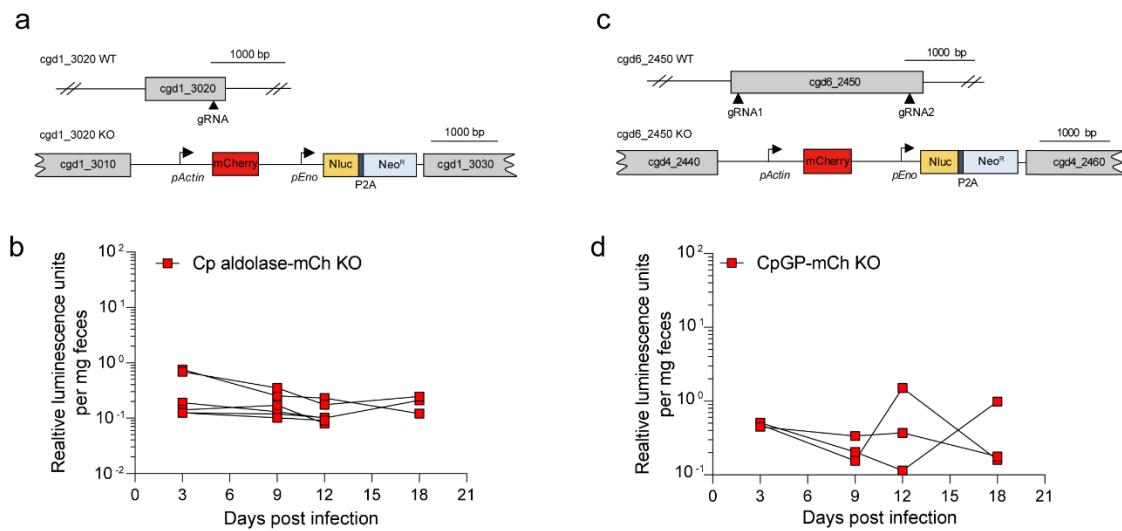 a
cgd1_3020 WT
1000 bp
cgd1_3020
gRNA
cgd1_3020 KO
1000 bp
cgd1_3010
mCherry
Nluc
Neo^R
cgd1_3030
pActin
pEno
P2A
b
Cp aldolase-mCh KO
Realtive luminescence units
per mg feces
10^2
10^1
10^0
10^-1
10^-2
0 3 6 9 12 15 18 21
Days post infection
c
cgd6_2450 WT
1000 bp
cgd6_2450
gRNA1
gRNA2
cgd6_2450 KO
1000 bp
cgd4_2440
mCherry
Nluc
Neo^R
cgd4_2460
pActin
pEno
P2A
d
CpGP-mCh KO
Realtive luminescence units
per mg feces
10^2
10^1
10^0
10^-1
0 3 6 9 12 15 18 21
Days post infection